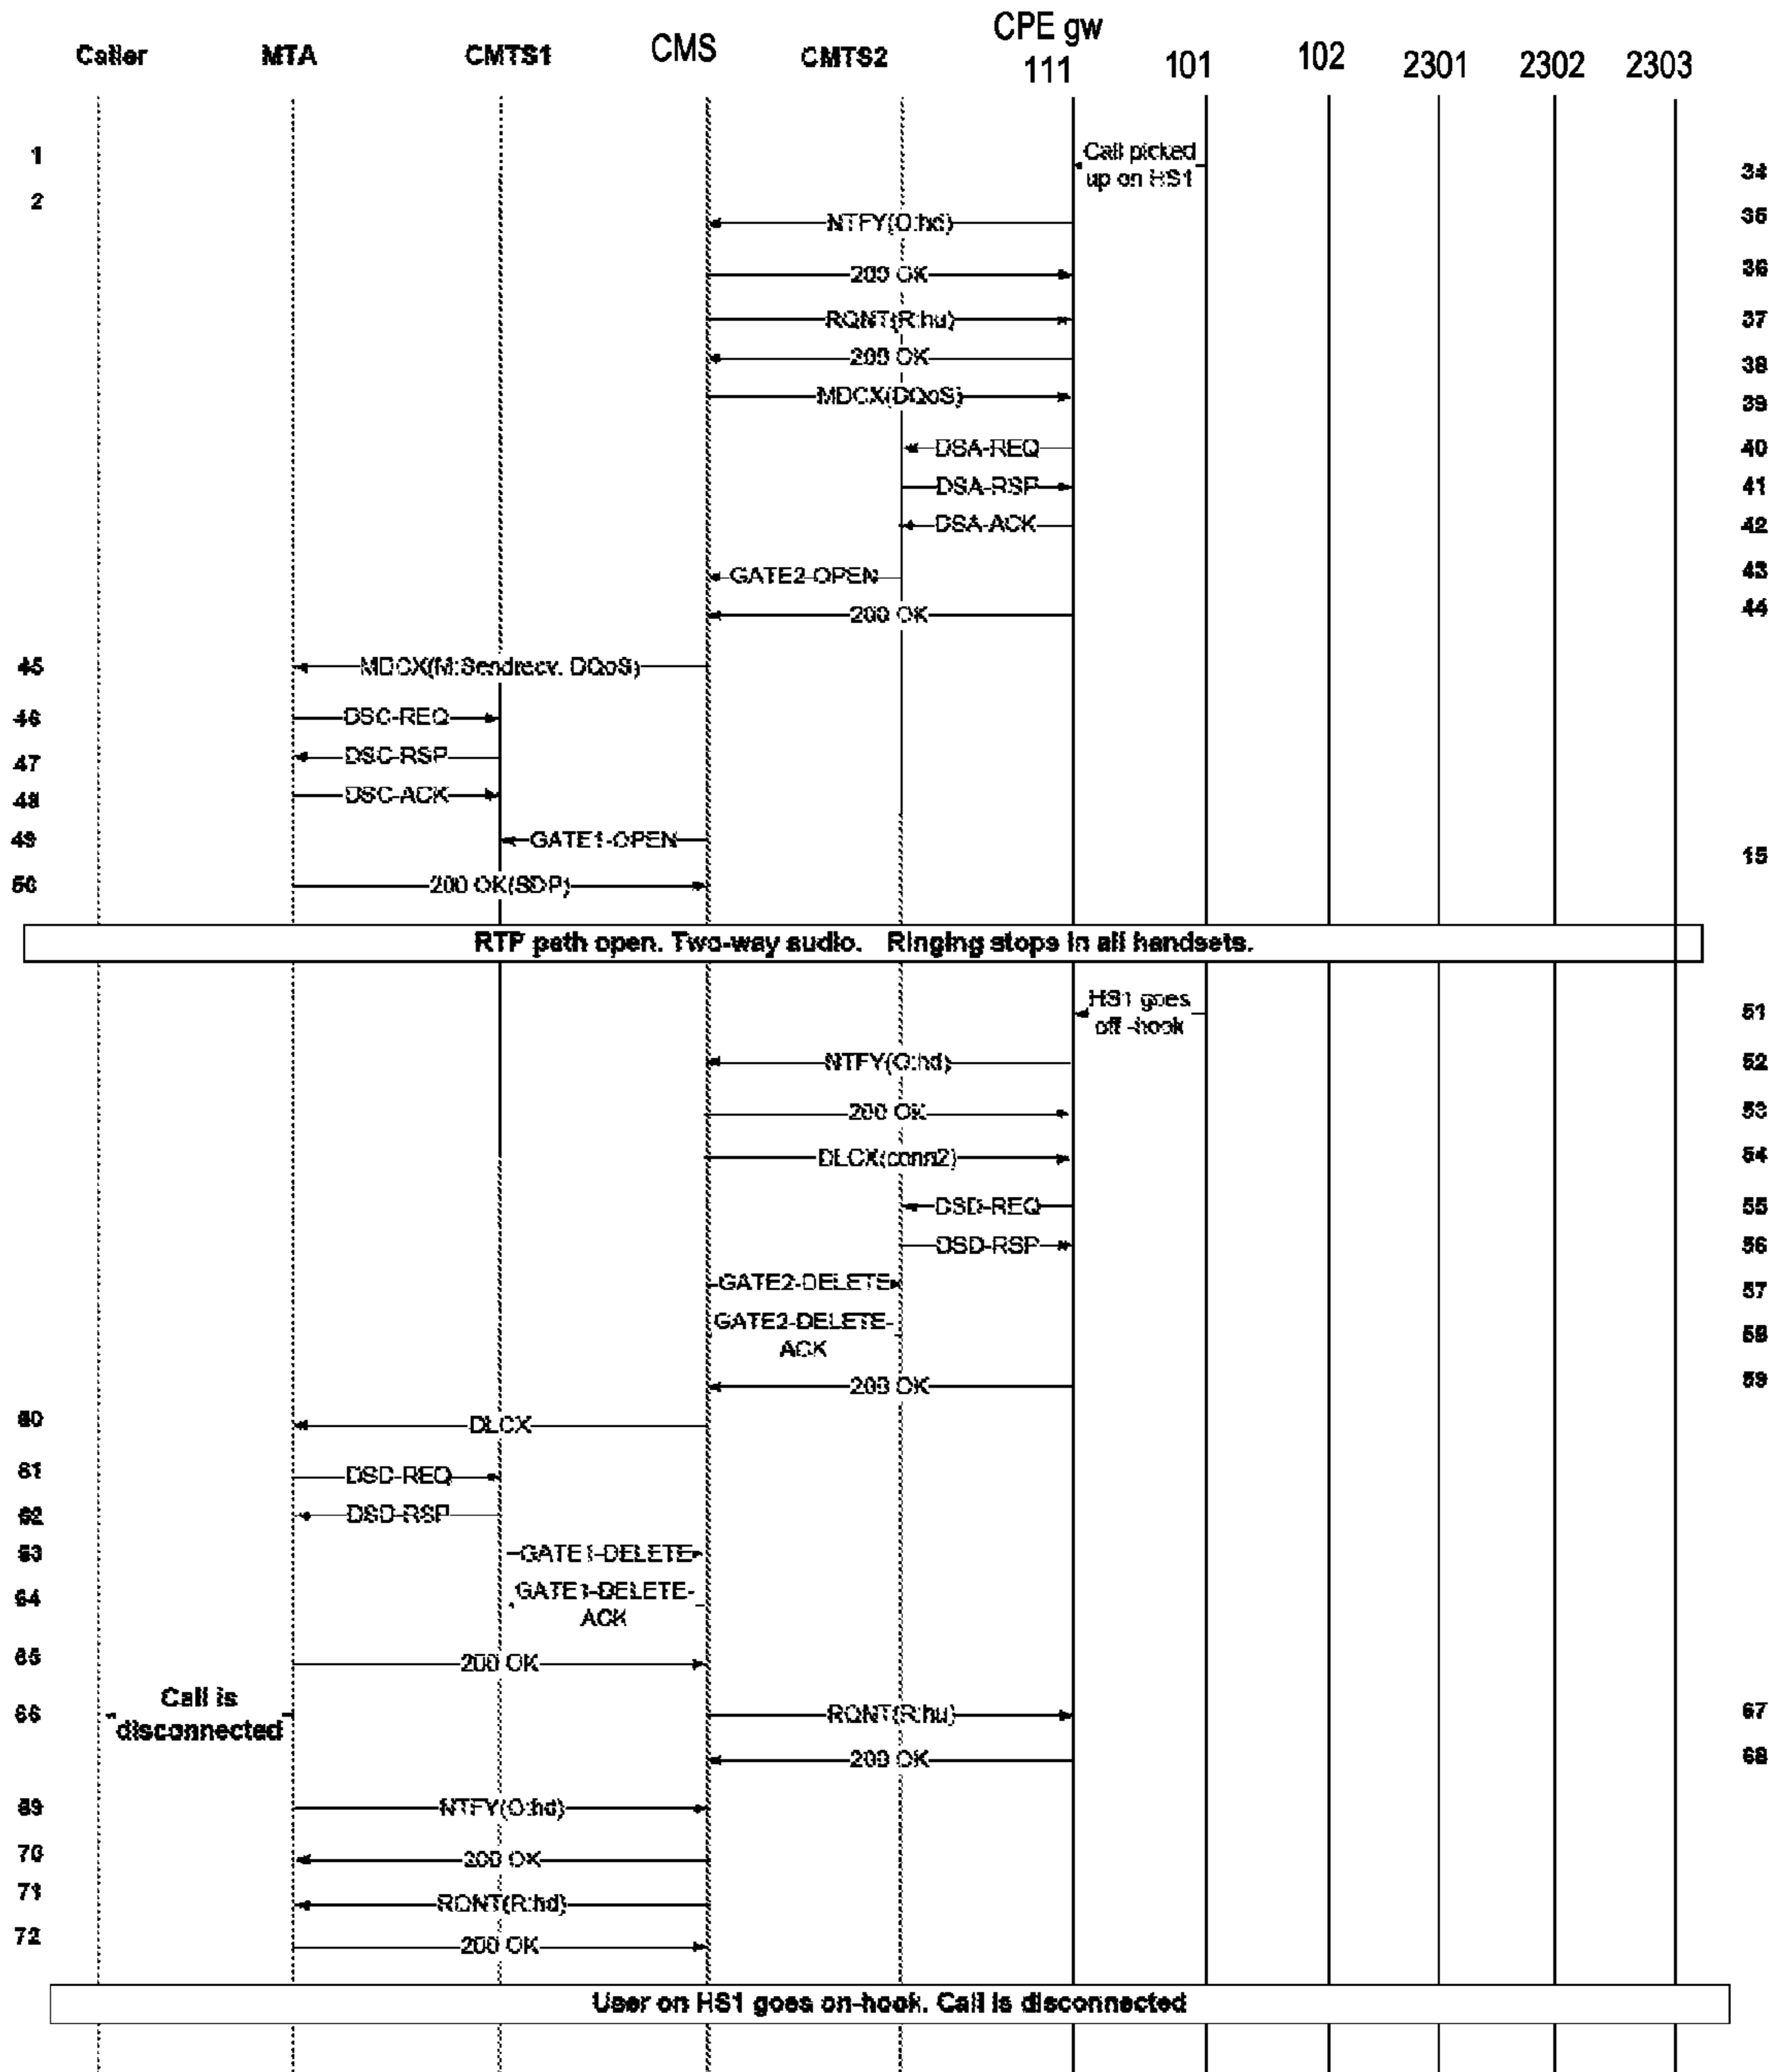 CPE gw
Caller MTA CMTS1 CMS CMTS2 111 101 102 2301 2302 2303
1 Call picked
up on HS1 34
2
NTFY(O:hd) 35
200 OK 36
RQNT(R:hu) 37
200 OK 38
MDCX(DQoS) 39
DSA-REQ 40
DSA-RSP 41
DSA-ACK 42
GATE2-OPEN 43
200 OK 44
45 MDCX(M:Sendrecv, DQoS)
46 DSC-REQ
47 DSC-RSP
48 DSC-ACK
49 GATE1-OPEN
15
50 200 OK(SDP)
RTP path open. Two-way audio. Ringing stops in all handsets.
HS1 goes
off-hook 51
NTFY(O:hd) 52
200 OK 53
DLCX(conn2) 54
DSD-REQ 55
DSD-RSP 56
GATE2-DELETE 57
GATE2-DELETE-
ACK 58
200 OK 59
60 DLCX
61 DSD-REQ
62 DSD-RSP
63 GATE1-DELETE
64 GATE1-DELETE-
ACK
65 200 OK
66 Call is
disconnected RQNT(R:hu) 67
200 OK 68
69 NTFY(O:hd)
70 200 OK
71 RQNT(R:hd)
72 200 OK
User on HS1 goes on-hook. Call is disconnected